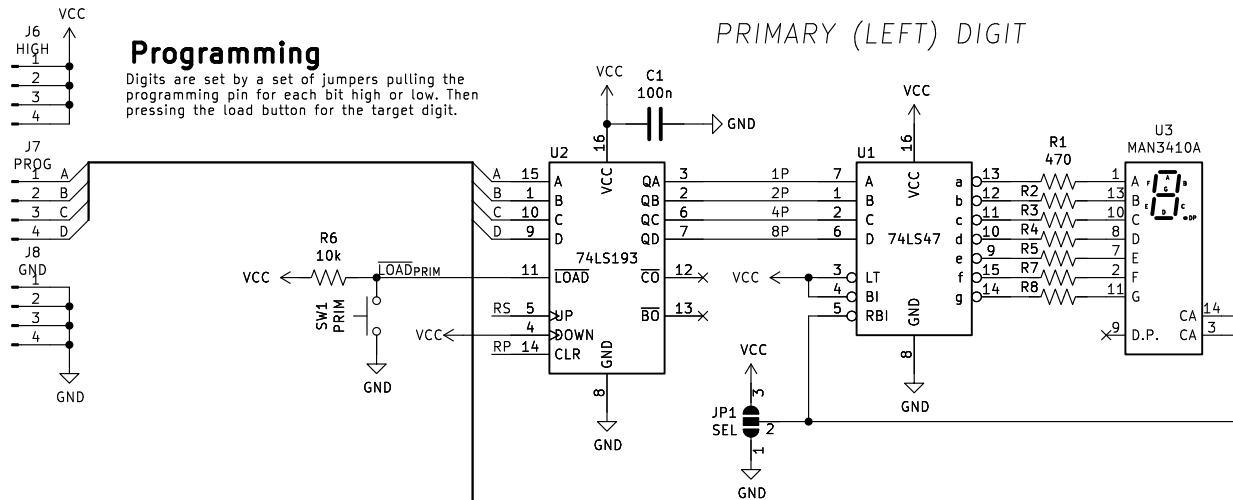 PRIMARY (LEFT) DIGIT
VCC
J6
HIGH
1
2
3
4
Programming
Digits are set by a set of jumpers pulling the
programming pin for each bit high or low. Then
pressing the load button for the target digit.
J7
PROG
1 A
2 B
3 C
4 D
J8
GND
1
2
3
4
GND
VCC
R6
10k
LOAD PRIM
SW1
PRIM
GND
VCC
C1
100n
GND
U2
16
VCC
A 15 A
B 1 B
C 10 C
D 9 D
74LS193
11 LOAD
RS 5 UP
VCC 4 DOWN
RP 14 CLR
QA 3
QB 2
QC 6
QD 7
CO 12
BO 13
GND
8
GND
1P
2P
4P
8P
VCC
U1
16
VCC
7 A
1 B
2 C
6 D
74LS47
VCC
3 LT
4 BI
5 RBI
a 13
b 12
c 11
d 10
e 9
f 15
g 14
GND
8
GND
VCC
3
JP1
SEL
2
1
GND
R1
470
R2
R3
R4
R5
R7
R8
U3
MAN3410A
1 A
13 B
10 C
8 D
7 E
2 F
11 G
9 D.P.
A
F B
G
E C
D
DP
CA 14
CA 3